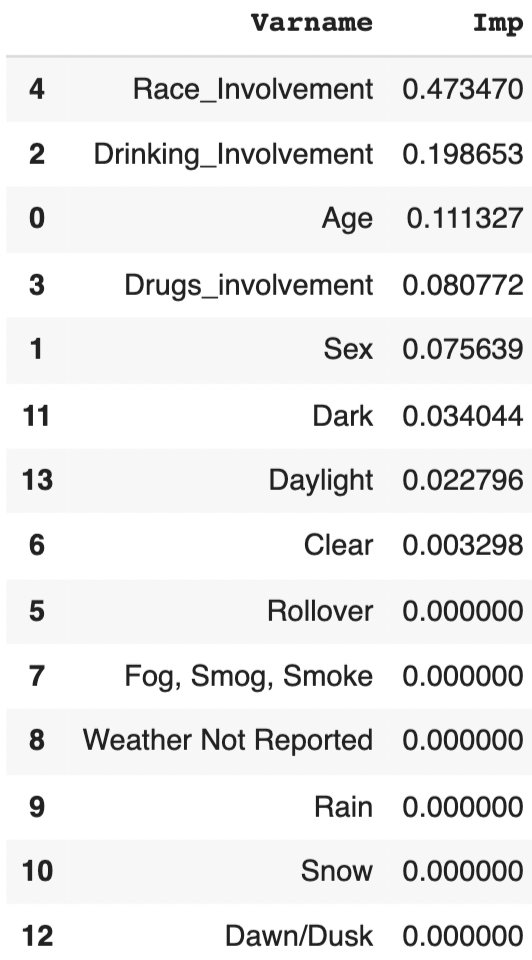 Varname Imp
4 Race_Involvement 0.473470
2 Drinking_Involvement 0.198653
0 Age 0.111327
3 Drugs_involvement 0.080772
1 Sex 0.075639
11 Dark 0.034044
13 Daylight 0.022796
6 Clear 0.003298
5 Rollover 0.000000
7 Fog, Smog, Smoke 0.000000
8 Weather Not Reported 0.000000
9 Rain 0.000000
10 Snow 0.000000
12 Dawn/Dusk 0.000000